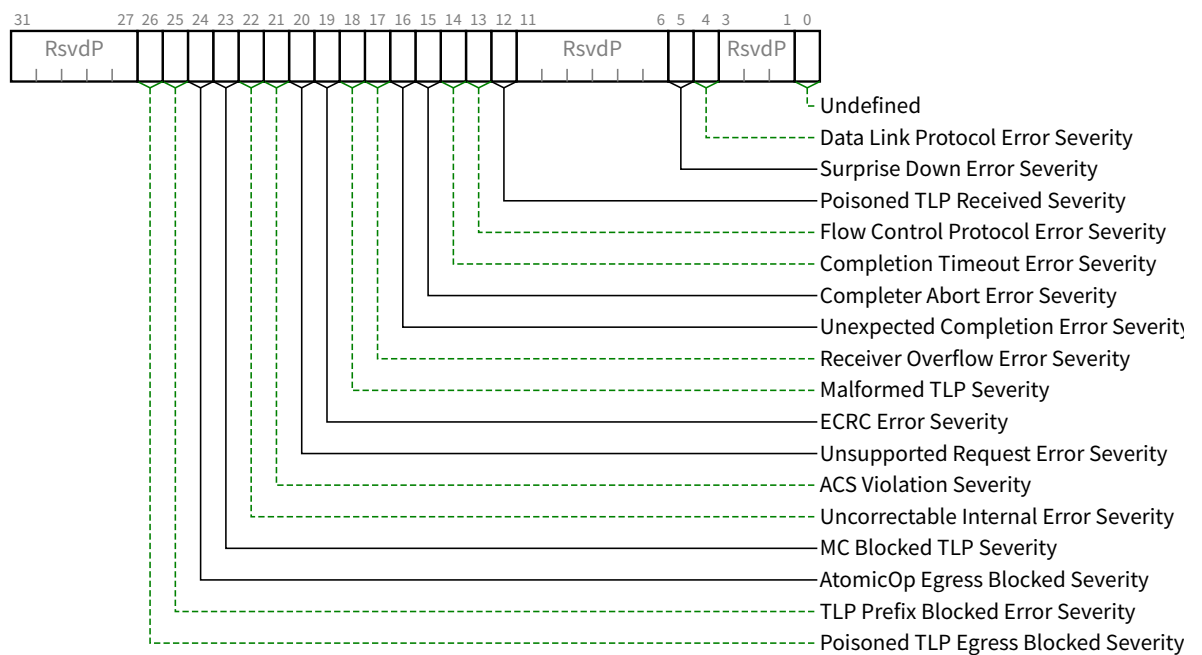 31 27 26 25 24 23 22 21 20 19 18 17 16 15 14 13 12 11 6 5 4 3 1 0
RsvdP RsvdP RsvdP
Undefined
Data Link Protocol Error Severity
Surprise Down Error Severity
Poisoned TLP Received Severity
Flow Control Protocol Error Severity
Completion Timeout Error Severity
Completer Abort Error Severity
Unexpected Completion Error Severity
Receiver Overflow Error Severity
Malformed TLP Severity
ECRC Error Severity
Unsupported Request Error Severity
ACS Violation Severity
Uncorrectable Internal Error Severity
MC Blocked TLP Severity
AtomicOp Egress Blocked Severity
TLP Prefix Blocked Error Severity
Poisoned TLP Egress Blocked Severity